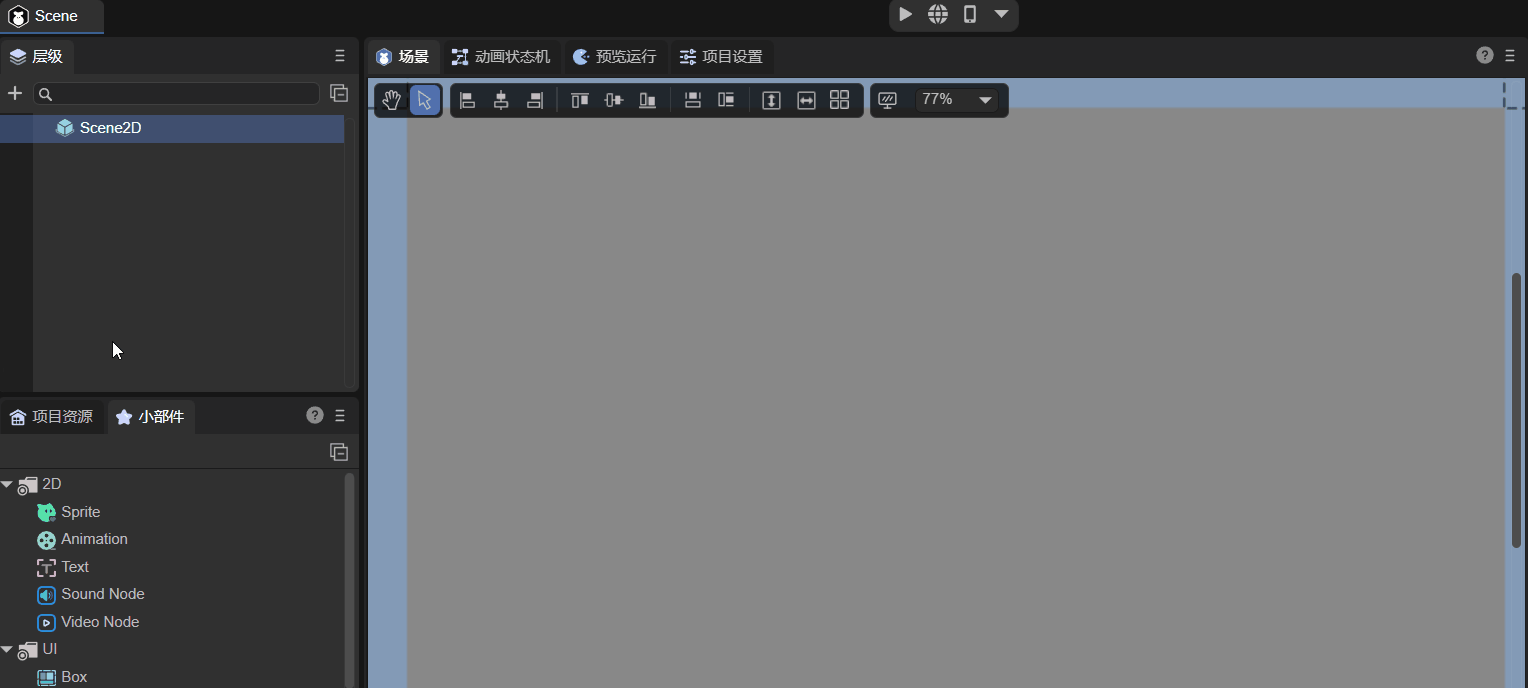 Scene
层级
场景
动画状态机
预览运行
项目设置
77%
Scene2D
项目资源
小部件
2D
Sprite
Animation
Text
Sound Node
Video Node
UI
Box